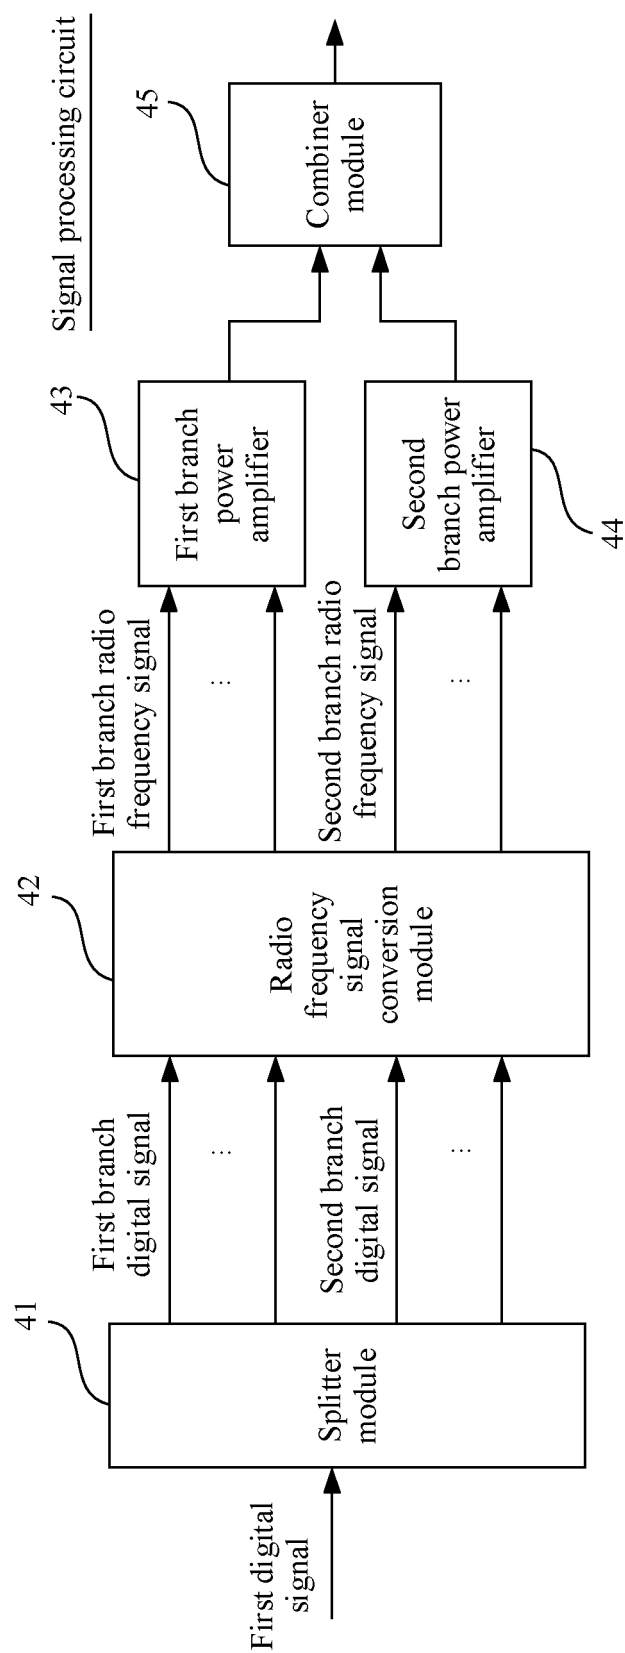 Signal processing circuit
First digital
signal
41
Splitter
module
First branch
digital signal
...
Second branch
digital signal
...
42
Radio
frequency
signal
conversion
module
First branch radio
frequency signal
...
Second branch radio
frequency signal
...
43
First branch
power
amplifier
Second
branch power
amplifier
44
45
Combiner
module